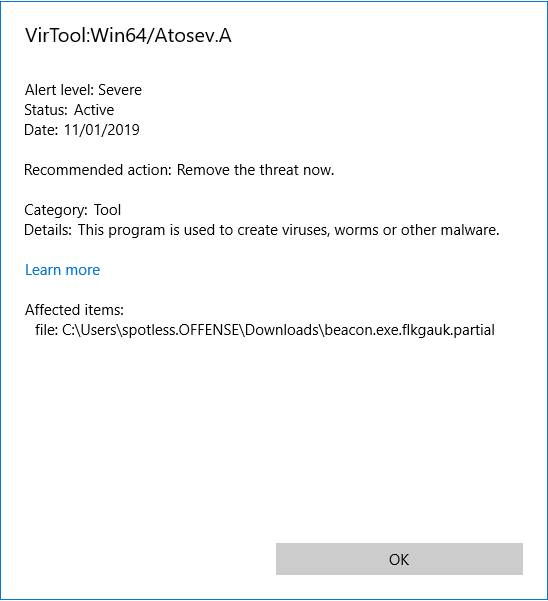 VirTool:Win64/Atosev.A
Alert level: Severe
Status: Active
Date: 11/01/2019
Recommended action: Remove the threat now.
Category: Tool
Details: This program is used to create viruses, worms or other malware.
Learn more
Affected items:
file: C:\Users\spotless.OFFENSE\Downloads\beacon.exe.flkgauk.partial
OK